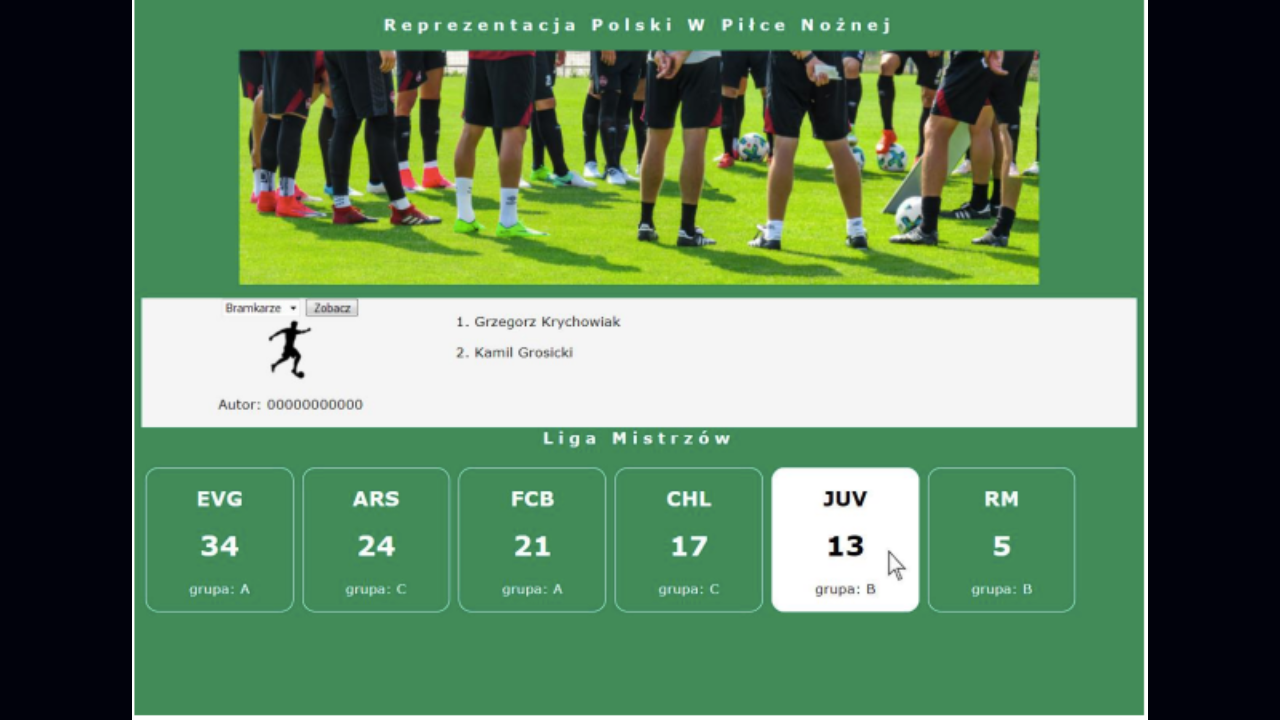 Reprezentacja Polski W Piłce Nożnej
Bramkarze Zobacz
1. Grzegorz Krychowiak
2. Kamil Grosicki
Autor: 00000000000
Liga Mistrzów
EVG ARS FCB CHL JUV RM
34 24 21 17 13 5
grupa: A grupa: C grupa: A grupa: C grupa: B grupa: B